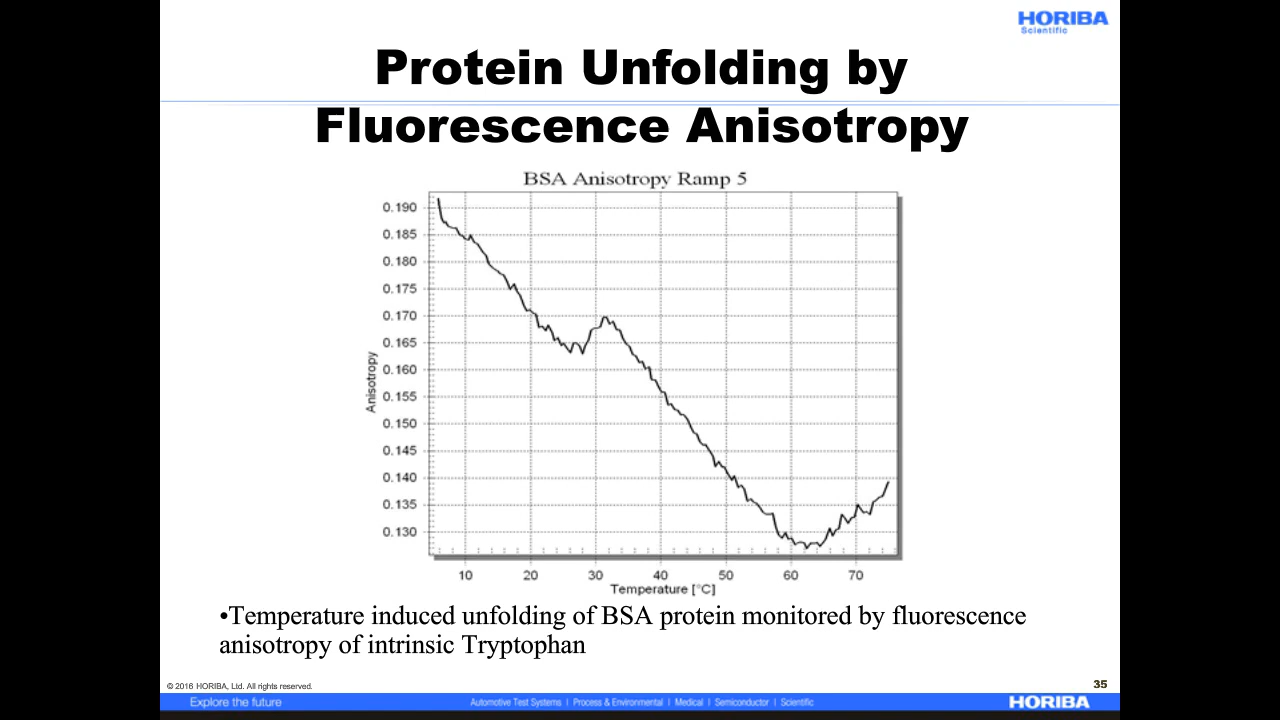 HORIBA
Scientific
Protein Unfolding by
Fluorescence Anisotropy
BSA Anisotropy Ramp 5
0.190
0.185
0.180
0.175
0.170
0.165
0.160
0.155
0.150
0.145
0.140
0.135
0.130
Anisotropy
10 20 30 40 50 60 70
Temperature [°C]
•Temperature induced unfolding of BSA protein monitored by fluorescence
anisotropy of intrinsic Tryptophan
© 2016 HORIBA, Ltd. All rights reserved.
35
Explore the future
Automotive Test Systems | Process & Environmental | Medical | Semiconductor | Scientific
HORIBA